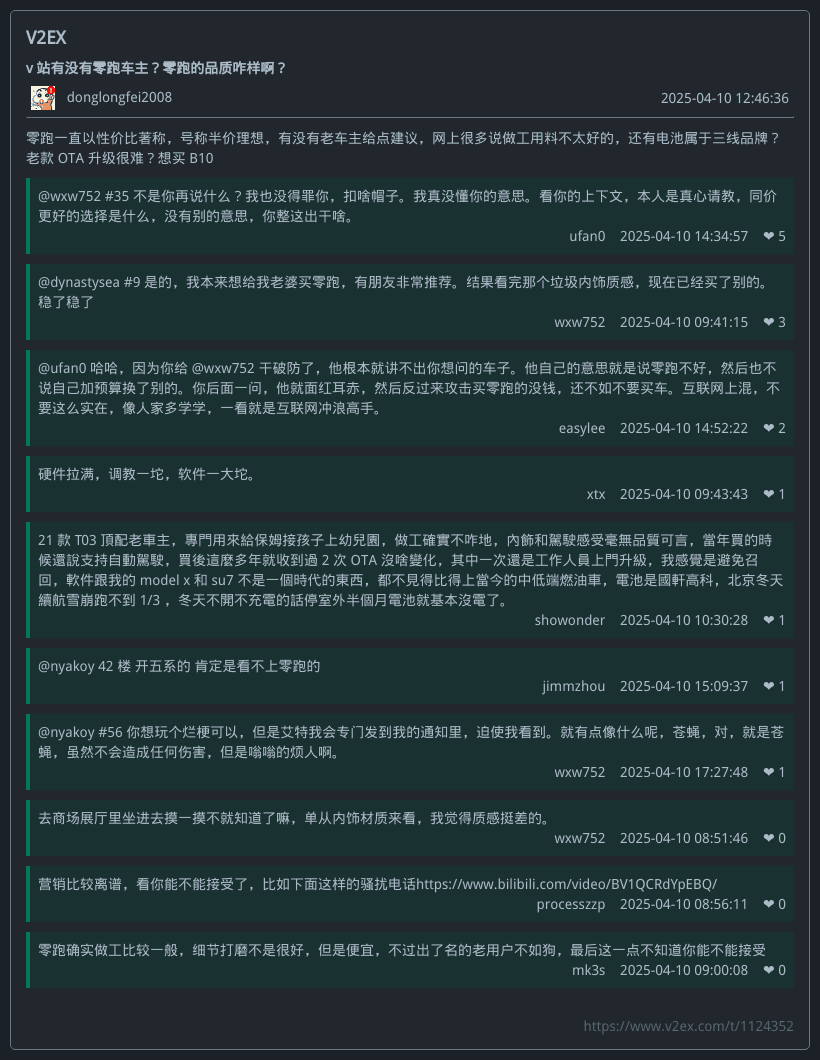 V2EX
v 站有没有零跑车主？零跑的品质咋样啊？
donglongfei2008
2025-04-10 12:46:36
零跑一直以性价比著称，号称半价理想，有没有老车主给点建议，网上很多说做工用料不太好的，还有电池属于三线品牌？
老款 OTA 升级很难？想买 B10
@wxw752 #35 不是你再说什么？我也没得罪你，扣啥帽子。我真没懂你的意思。看你的上下文，本人是真心请教，同价
更好的选择是什么，没有别的意思，你整这出干啥。
ufan0 2025-04-10 14:34:57 ❤ 5
@dynastysea #9 是的，我本来想给我老婆买零跑，有朋友非常推荐。结果看完那个垃圾内饰质感，现在已经买了别的。
稳了稳了
wxw752 2025-04-10 09:41:15 ❤ 3
@ufan0 哈哈，因为你给 @wxw752 干破防了，他根本就讲不出你想问的车子。他自己的意思就是说零跑不好，然后也不
说自己加预算换了别的。你后面一问，他就面红耳赤，然后反过来攻击买零跑的没钱，还不如不要买车。互联网上混，不
要这么实在，像人家多学学，一看就是互联网冲浪高手。
easylee 2025-04-10 14:52:22 ❤ 2
硬件拉满，调教一坨，软件一大坨。
xtx 2025-04-10 09:43:43 ❤ 1
21 款 T03 頂配老車主，專門用來給保姆接孩子上幼兒園，做工確實不咋地，內飾和駕駛感受毫無品質可言，當年買的時
候還說支持自動駕駛，買後這麼多年就收到過 2 次 OTA 沒啥變化，其中一次還是工作人員上門升級，我感覺是避免召
回，軟件跟我的 model x 和 su7 不是一個時代的東西，都不見得比得上當今的中低端燃油車，電池是國軒高科，北京冬天
續航雪崩跑不到 1/3 ，冬天不開不充電的話停室外半個月電池就基本沒電了。
showonder 2025-04-10 10:30:28 ❤ 1
@nyakoy 42 楼 开五系的 肯定是看不上零跑的
jimmzhou 2025-04-10 15:09:37 ❤ 1
@nyakoy #56 你想玩个烂梗可以，但是艾特我会专门发到我的通知里，迫使我看到。就有点像什么呢，苍蝇，对，就是苍
蝇，虽然不会造成任何伤害，但是嗡嗡的烦人啊。
wxw752 2025-04-10 17:27:48 ❤ 1
去商场展厅里坐进去摸一摸不就知道了嘛，单从内饰材质来看，我觉得质感挺差的。
wxw752 2025-04-10 08:51:46 ❤ 0
营销比较离谱，看你能不能接受了，比如下面这样的骚扰电话https://www.bilibili.com/video/BV1QCRdYpEBQ/
processzzp 2025-04-10 08:56:11 ❤ 0
零跑确实做工比较一般，细节打磨不是很好，但是便宜，不过出了名的老用户不如狗，最后这一点不知道你能不能接受
mk3s 2025-04-10 09:00:08 ❤ 0
https://www.v2ex.com/t/1124352